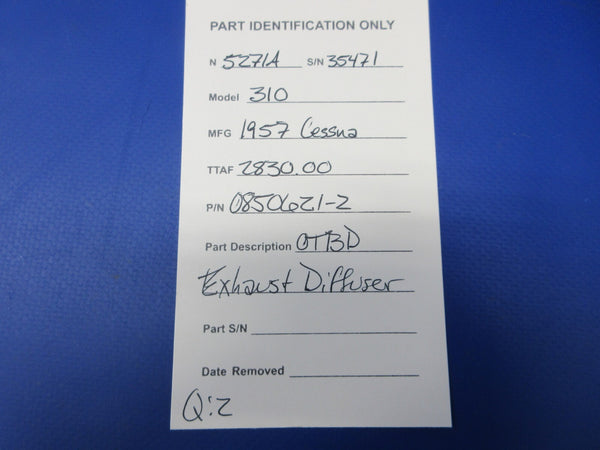 PART IDENTIFICATION ONLY
N 5271A S/N 35471
Model 310
MFG 1957 Cessna
TTAF 2830.00
P/N 0850621-2
Part Description OTBD
Exhaust Diffuser
Part S/N
Date Removed
Q:2